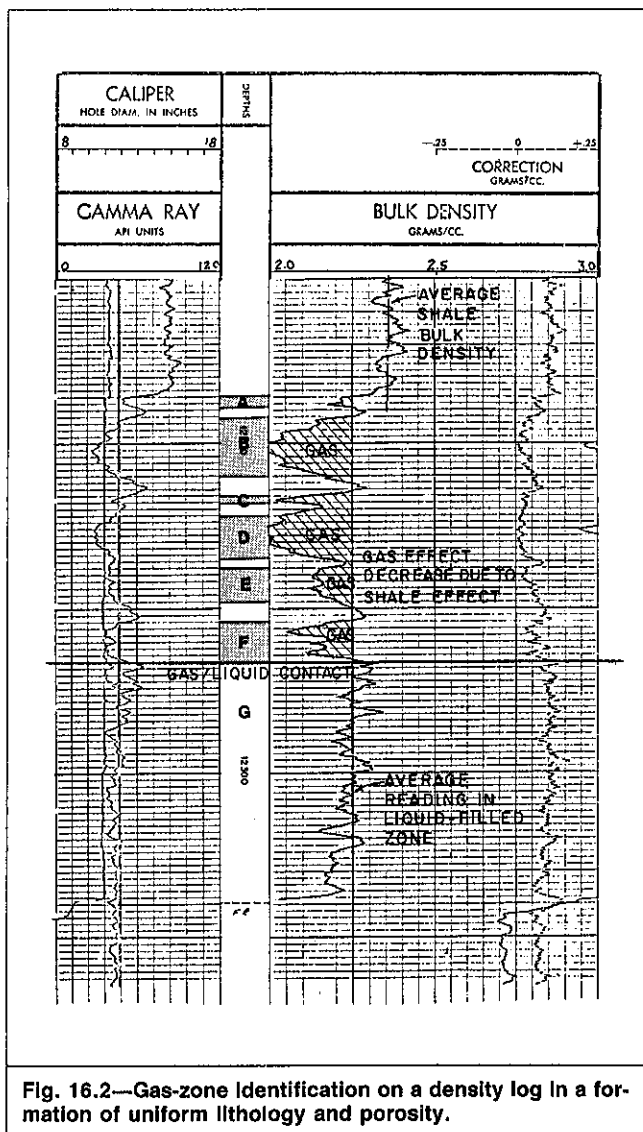 CALIPER
HOLE DIAM. IN INCHES
8 18
DEPTHS
-.25 0 +.25
CORRECTION
GRAMS/CC.
GAMMA RAY
API UNITS
0 120
BULK DENSITY
GRAMS/CC.
2.0 2.5 3.0
AVERAGE
SHALE
BULK
DENSITY
A
B
GAS
C
D
GAS
GAS EFFECT
DECREASE DUE TO
SHALE EFFECT
E
GAS
F
GAS
GAS/LIQUID CONTACT
G
12300
AVERAGE
READING IN
LIQUID-FILLED
ZONE
Fig. 16.2—Gas-zone identification on a density log in a for-
mation of uniform lithology and porosity.